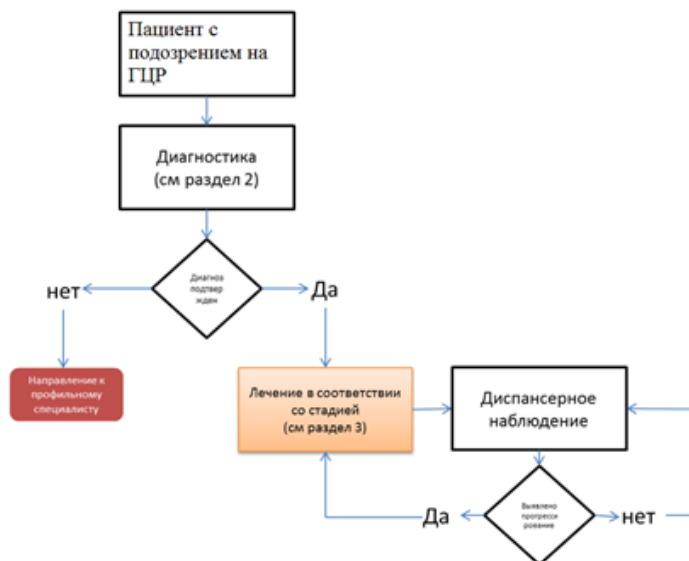 Пациент с
подозрением на
ГЦР
Диагностика
(см раздел 2)
Диагноз
подтвер
жден
нет
Да
Направление к
профильному
специалисту
Лечение в соответствии
со стадией
(см раздел 3)
Диспансерное
наблюдение
Выявлено
прогресси
рование
Да
нет